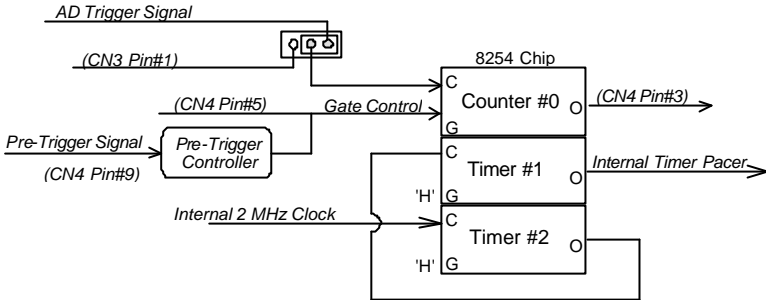 AD Trigger Signal
(CN3 Pin#1)
8254 Chip
C
Counter #0
O
(CN4 Pin#3)
(CN4 Pin#5)
Gate Control
G
Pre-Trigger Signal
Pre-Trigger
Controller
(CN4 Pin#9)
C
Timer #1
O
Internal Timer Pacer
'H'
G
Internal 2 MHz Clock
C
Timer #2
O
'H'
G